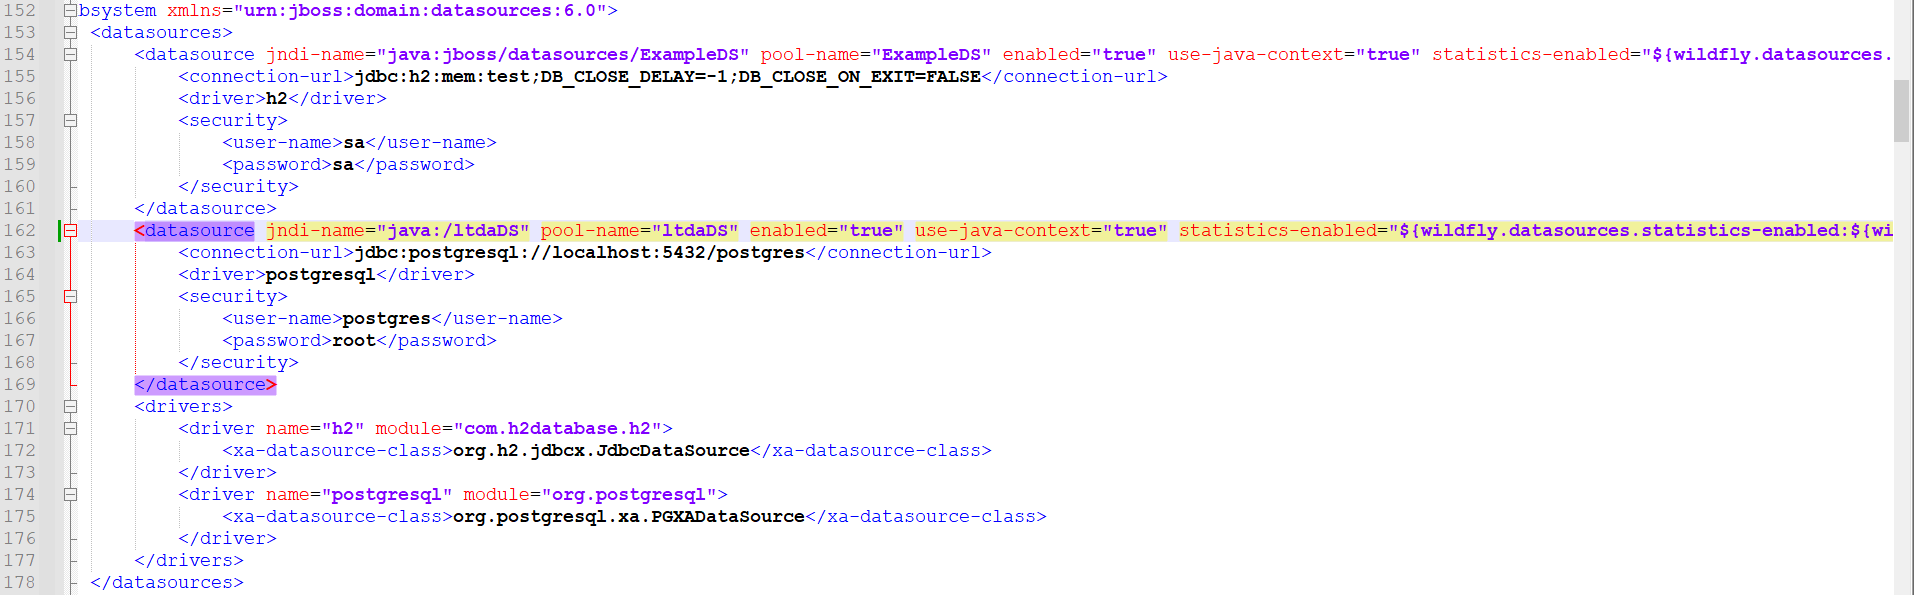 152 bsystem xmlns="urn:jboss:domain:datasources:6.0">
153 <datasources>
154 <datasource jndi-name="java:jboss/datasources/ExampleDS" pool-name="ExampleDS" enabled="true" use-java-context="true" statistics-enabled="${wildfly.datasources.
155 <connection-url>jdbc:h2:mem:test;DB_CLOSE_DELAY=-1;DB_CLOSE_ON_EXIT=FALSE</connection-url>
156 <driver>h2</driver>
157 <security>
158 <user-name>sa</user-name>
159 <password>sa</password>
160 </security>
161 </datasource>
162 <datasource jndi-name="java:/ltdaDS" pool-name="ltdaDS" enabled="true" use-java-context="true" statistics-enabled="${wildfly.datasources.statistics-enabled:${wi
163 <connection-url>jdbc:postgresql://localhost:5432/postgres</connection-url>
164 <driver>postgresql</driver>
165 <security>
166 <user-name>postgres</user-name>
167 <password>root</password>
168 </security>
169 </datasource>
170 <drivers>
171 <driver name="h2" module="com.h2database.h2">
172 <xa-datasource-class>org.h2.jdbcx.JdbcDataSource</xa-datasource-class>
173 </driver>
174 <driver name="postgresql" module="org.postgresql">
175 <xa-datasource-class>org.postgresql.xa.PGXADataSource</xa-datasource-class>
176 </driver>
177 </drivers>
178 </datasources>